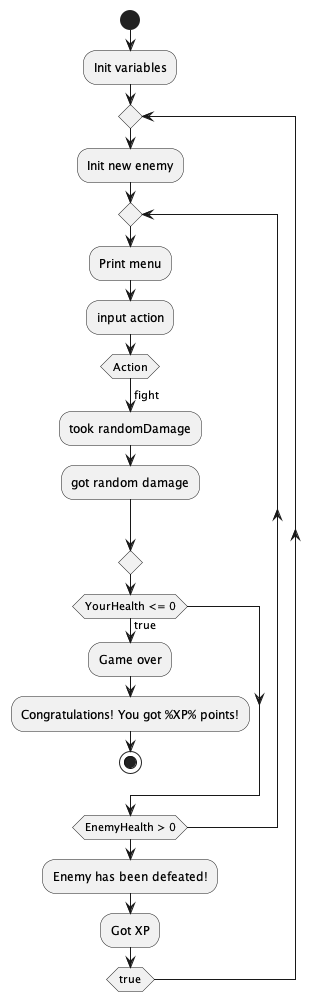 Init variables
Init new enemy
Print menu
input action
Action
fight
took randomDamage
got random damage
YourHealth <= 0
true
Game over
Congratulations! You got %XP% points!
EnemyHealth > 0
Enemy has been defeated!
Got XP
true